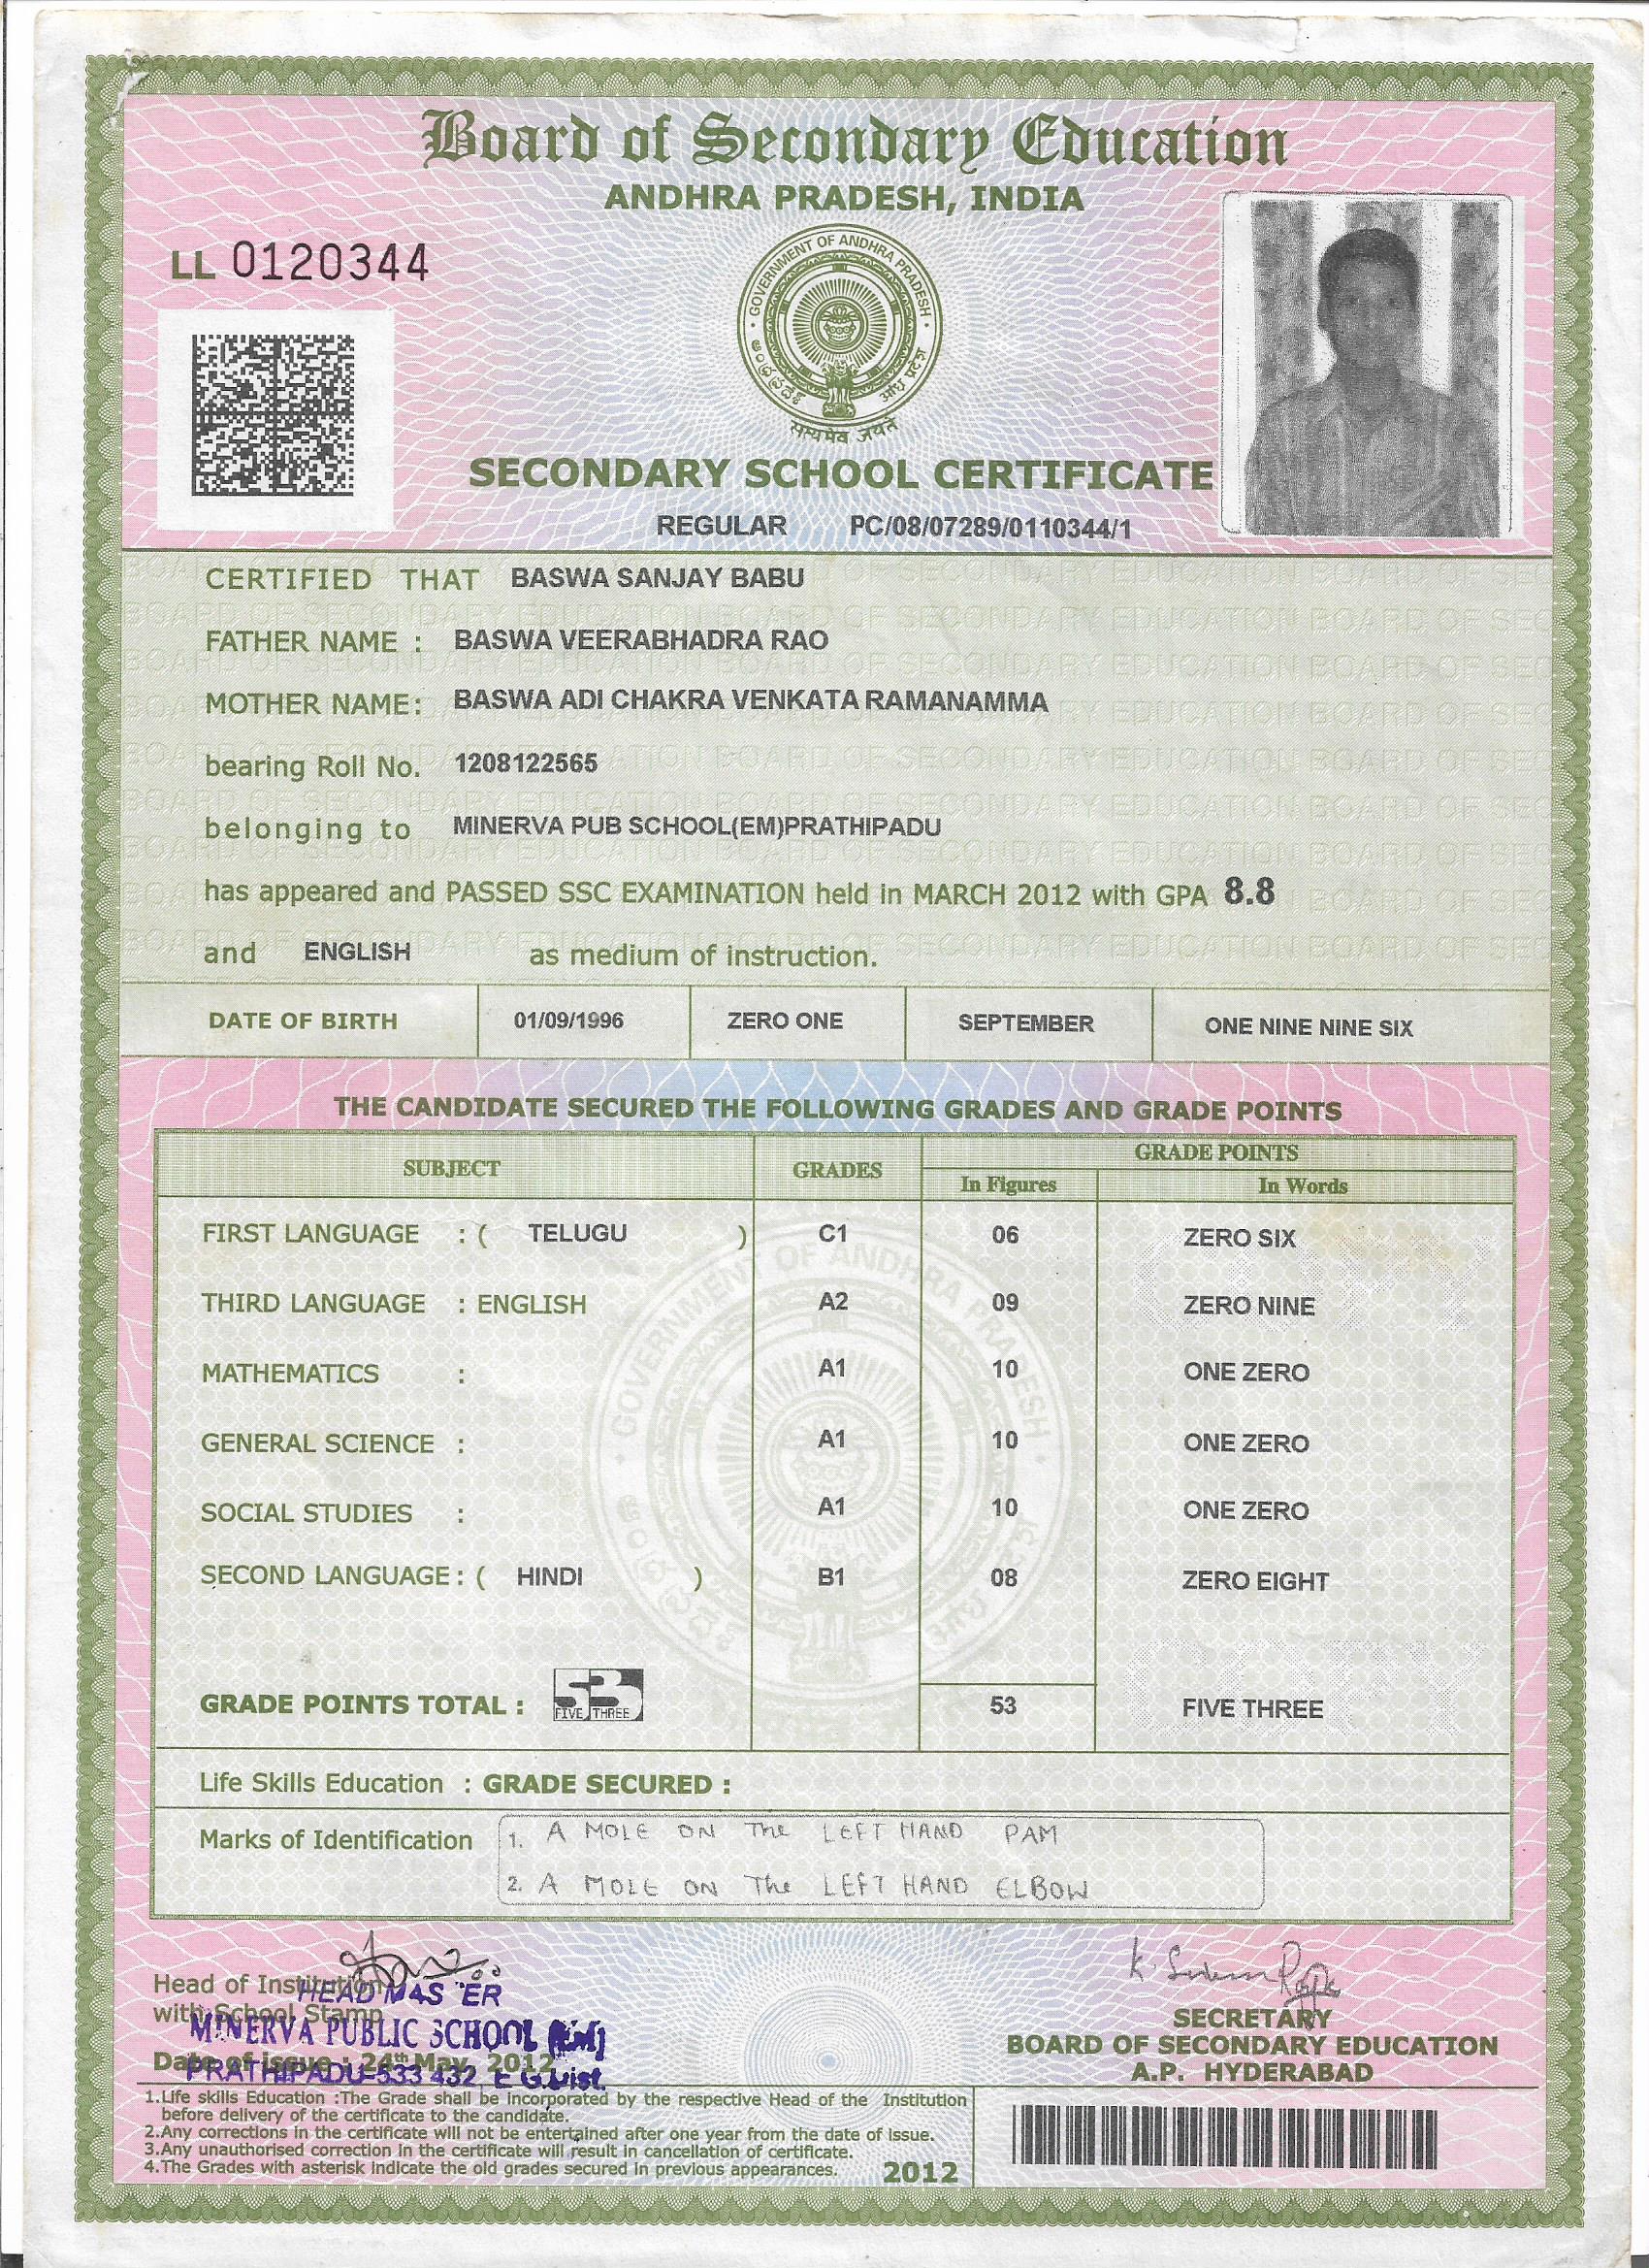 Board of Secondary Education
ANDHRA PRADESH, INDIA
LL 0120344
GOVERNMENT OF ANDHRA PRADESH
सत्यमेव जयते
SECONDARY SCHOOL CERTIFICATE
REGULAR PC/08/07289/0110344/1
CERTIFIED THAT BASWA SANJAY BABU
FATHER NAME : BASWA VEERABHADRA RAO
MOTHER NAME: BASWA ADI CHAKRA VENKATA RAMANAMMA
bearing Roll No. 1208122565
belonging to MINERVA PUB SCHOOL(EM)PRATHIPADU
has appeared and PASSED SSC EXAMINATION held in MARCH 2012 with GPA 8.8
and ENGLISH as medium of instruction.
DATE OF BIRTH 01/09/1996 ZERO ONE SEPTEMBER ONE NINE NINE SIX
THE CANDIDATE SECURED THE FOLLOWING GRADES AND GRADE POINTS
SUBJECT GRADES GRADE POINTS
In Figures In Words
FIRST LANGUAGE : ( TELUGU ) C1 06 ZERO SIX
THIRD LANGUAGE : ENGLISH A2 09 ZERO NINE
MATHEMATICS : A1 10 ONE ZERO
GENERAL SCIENCE : A1 10 ONE ZERO
SOCIAL STUDIES : A1 10 ONE ZERO
SECOND LANGUAGE : ( HINDI ) B1 08 ZERO EIGHT
GRADE POINTS TOTAL : 53 FIVE THREE 53 FIVE THREE
Life Skills Education : GRADE SECURED :
Marks of Identification 1. A MOLE ON The LEFT HAND PAM
2. A MOLE ON The LEFT HAND ELBOW
Head of Institution
with School Stamp
HEAD MASTER
MINERVA PUBLIC SCHOOL (EM)
Date of issue : 24th May, 2012
PRATHIPADU-533 432, E.G.Dist.
SECRETARY
BOARD OF SECONDARY EDUCATION
A.P. HYDERABAD
1.Life skills Education :The Grade shall be incorporated by the respective Head of the Institution
before delivery of the certificate to the candidate.
2.Any corrections in the certificate will not be entertained after one year from the date of issue.
3.Any unauthorised correction in the certificate will result in cancellation of certificate.
4.The Grades with asterisk indicate the old grades secured in previous appearances.
2012